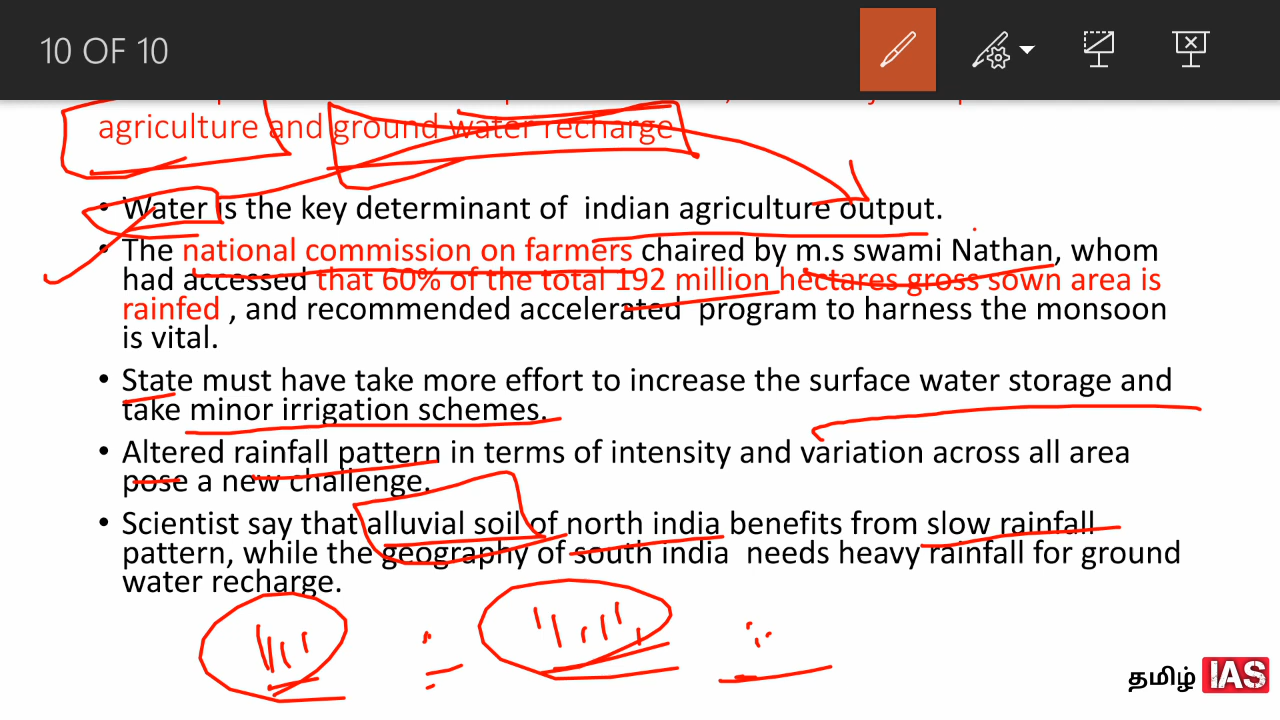 10 OF 10
agriculture and ground water recharge
• Water is the key determinant of indian agriculture output.
• The national commission on farmers chaired by m.s swami Nathan, whom
had accessed that 60% of the total 192 million hectares gross sown area is
rainfed , and recommended accelerated program to harness the monsoon
is vital.
• State must have take more effort to increase the surface water storage and
take minor irrigation schemes.
• Altered rainfall pattern in terms of intensity and variation across all area
pose a new challenge.
• Scientist say that alluvial soil of north india benefits from slow rainfall
pattern, while the geography of south india needs heavy rainfall for ground
water recharge.
தமிழ் IAS